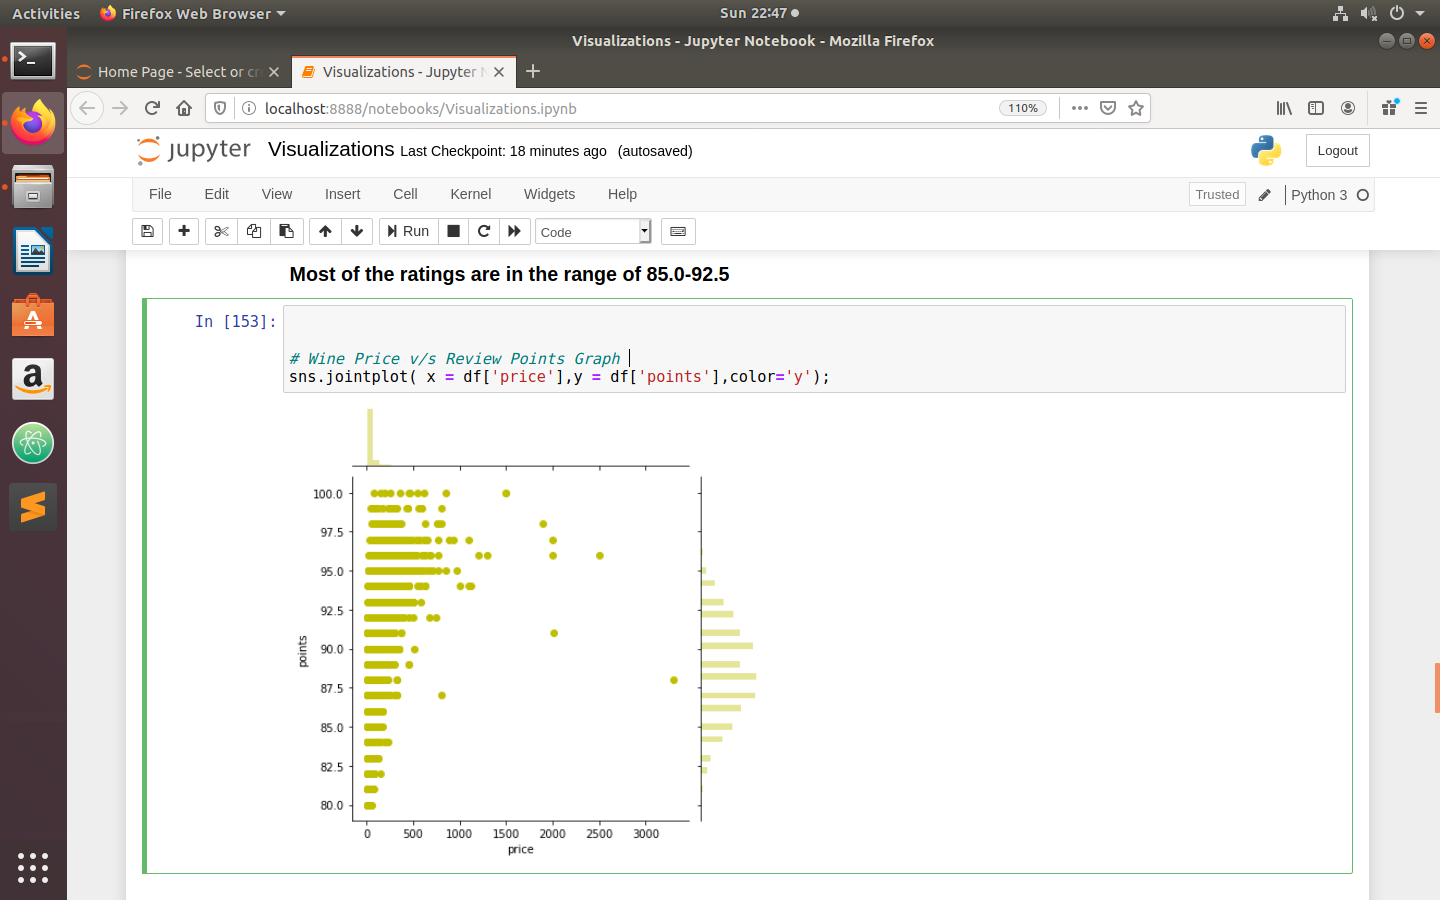 Activities
Firefox Web Browser
Sun 22:47
Visualizations - Jupyter Notebook - Mozilla Firefox
Home Page - Select or cr
Visualizations - Jupyter N
localhost:8888/notebooks/Visualizations.ipynb
110%
jupyter
Visualizations
Last Checkpoint: 18 minutes ago
(autosaved)
Logout
File
Edit
View
Insert
Cell
Kernel
Widgets
Help
Trusted
Python 3
Run
Code
Most of the ratings are in the range of 85.0-92.5
In [153]:
# Wine Price v/s Review Points Graph
sns.jointplot( x = df['price'],y = df['points'],color='y');
100.0
97.5
95.0
92.5
90.0
87.5
85.0
82.5
80.0
points
0
500
1000
1500
2000
2500
3000
price